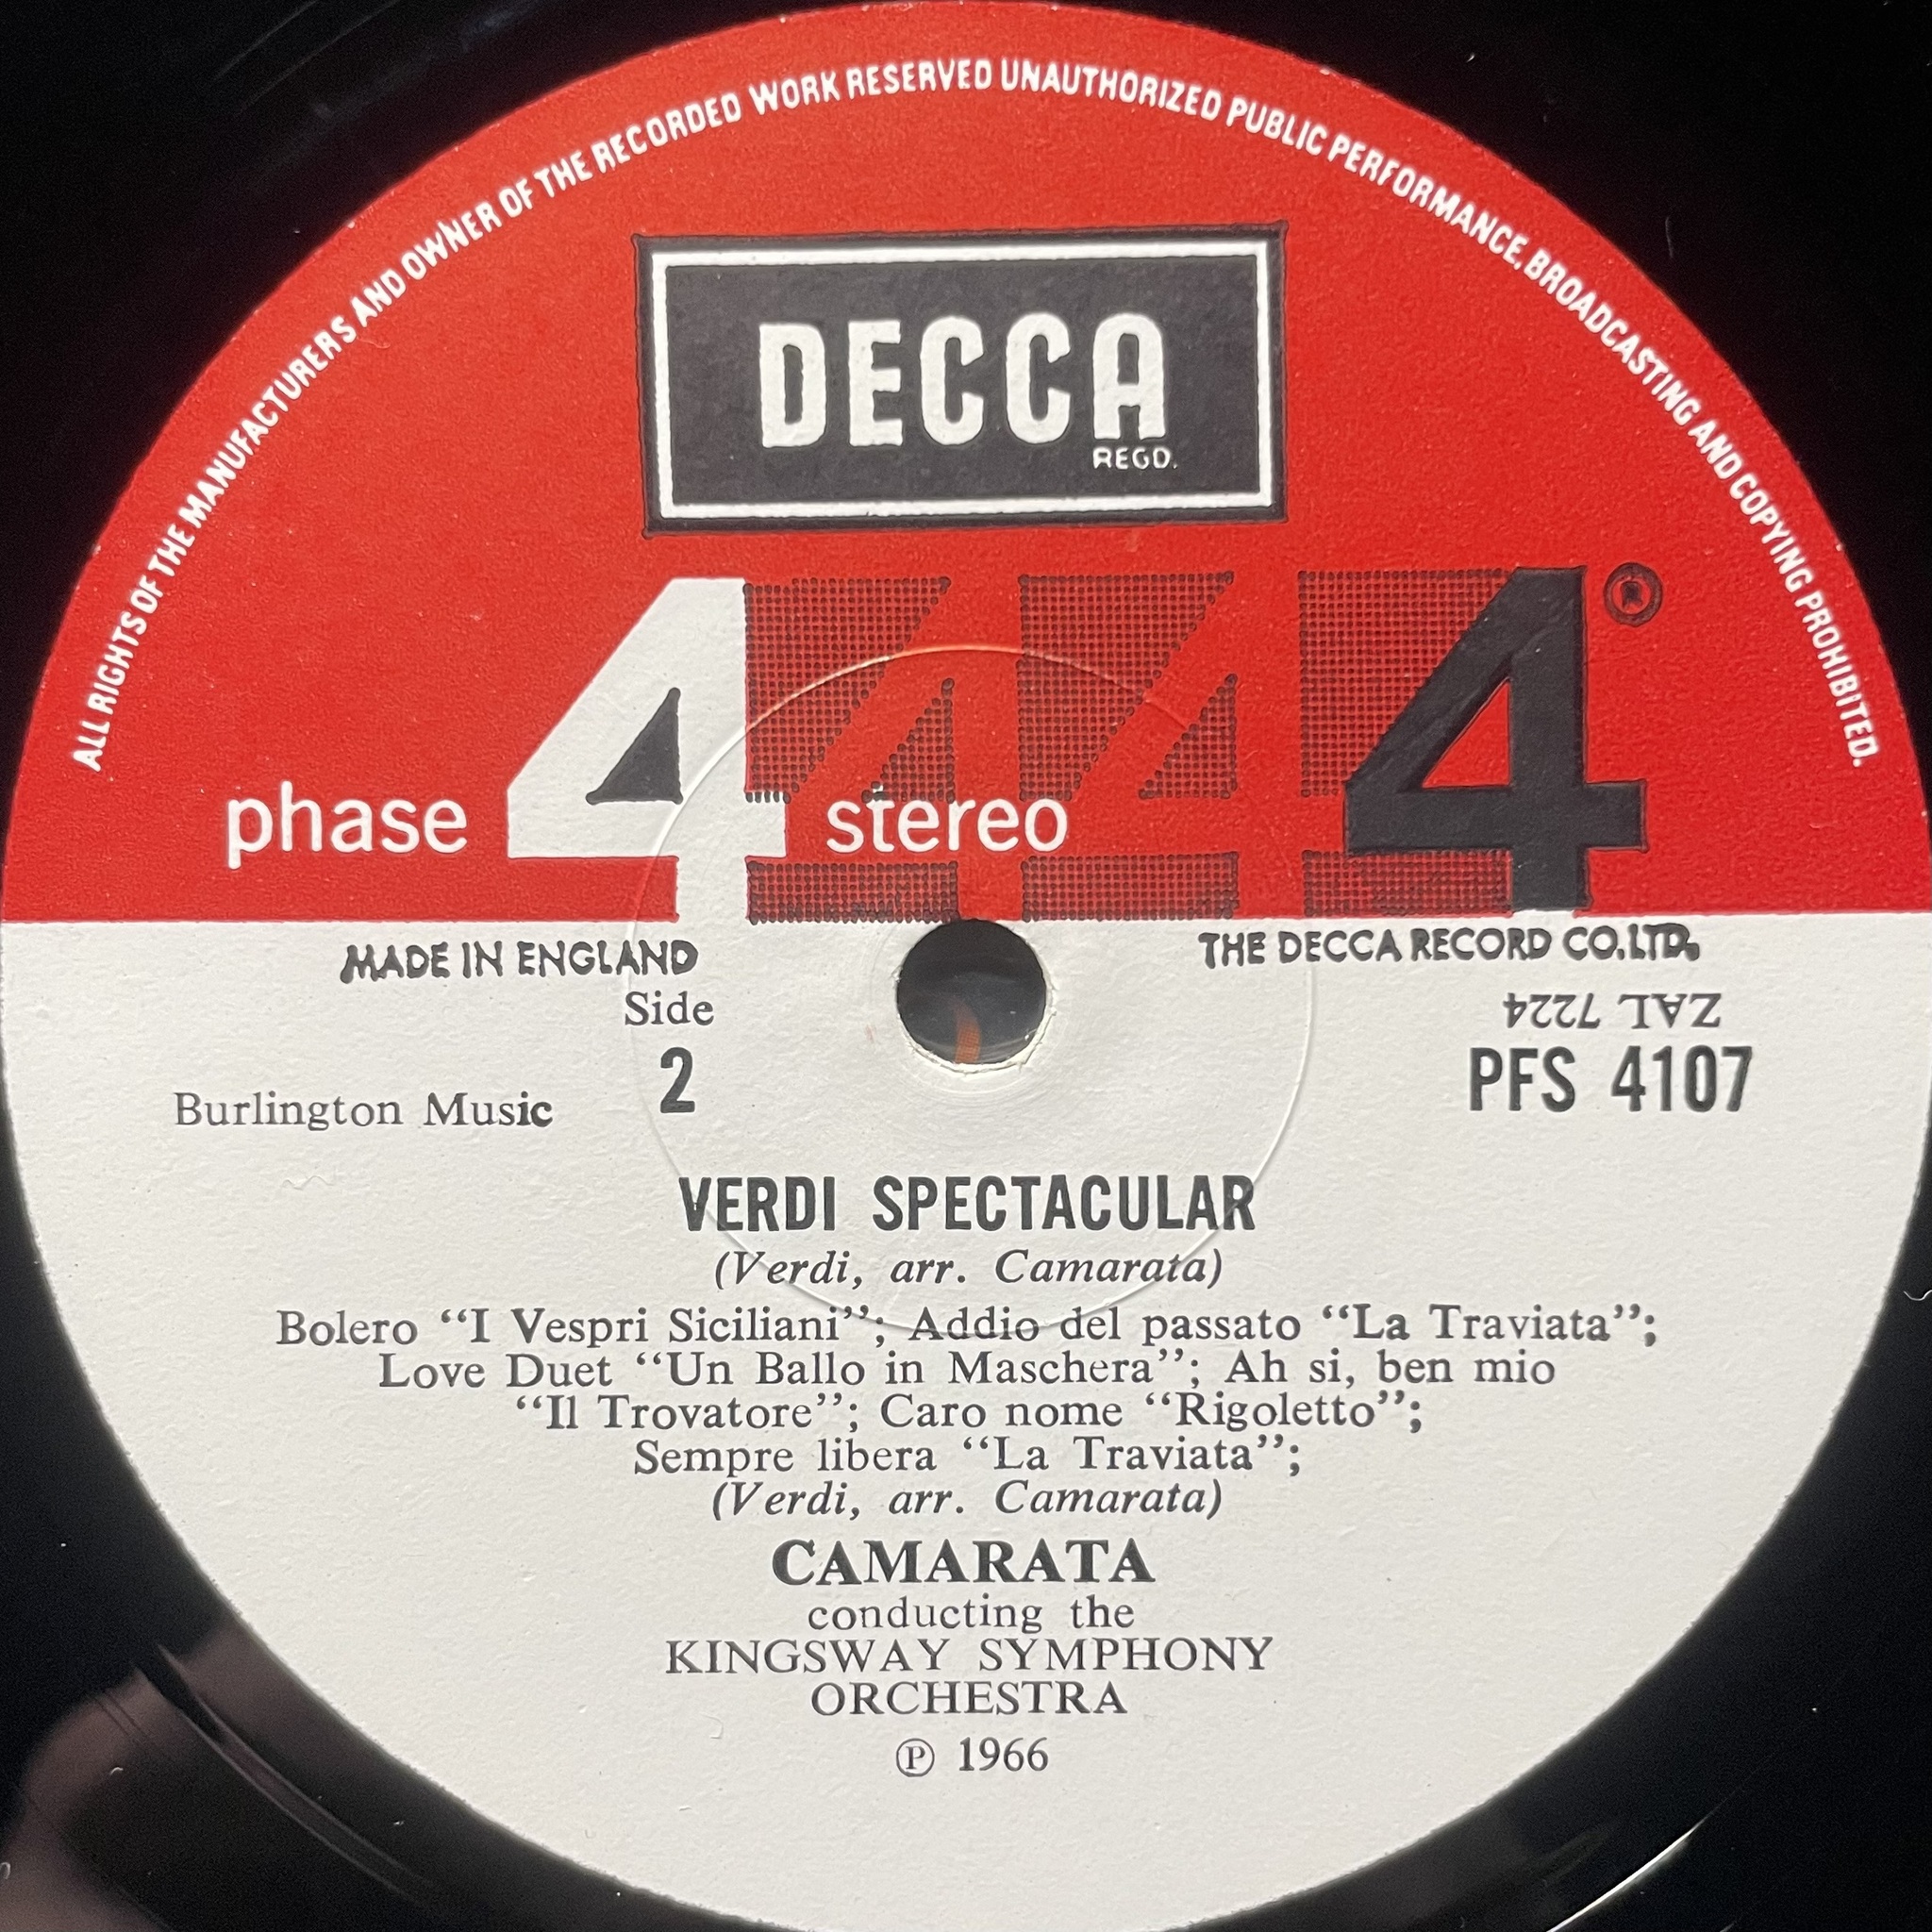 ALL RIGHTS OF THE MANUFACTURERS AND OWNER OF THE RECORDED WORK RESERVED UNAUTHORIZED PUBLIC PERFORMANCE, BROADCASTING AND COPYING PROHIBITED.
DECCA
REGD.
4 4 4 4 ®
phase stereo
MADE IN ENGLAND
THE DECCA RECORD CO. LTD.
Side
ZAL 7224
2
PFS 4107
Burlington Music
VERDI SPECTACULAR
(Verdi, arr. Camarata)
Bolero “I Vespri Siciliani”; Addio del passato “La Traviata”;
Love Duet “Un Ballo in Maschera”; Ah si, ben mio
“Il Trovatore”; Caro nome “Rigoletto”;
Sempre libera “La Traviata”;
(Verdi, arr. Camarata)
CAMARATA
conducting the
KINGSWAY SYMPHONY
ORCHESTRA
℗ 1966